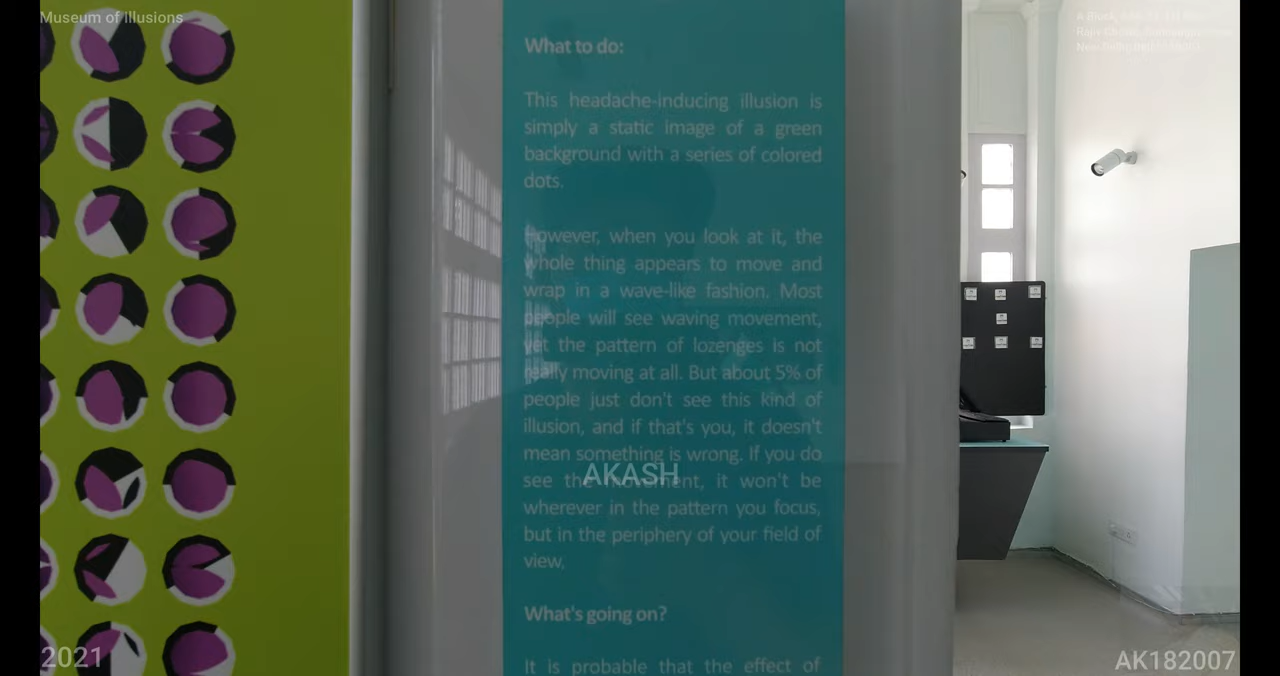 Museum of Illusions
What to do:
This headache-inducing illusion is
simply a static image of a green
background with a series of colored
dots.
However, when you look at it, the
whole thing appears to move and
wrap in a wave-like fashion. Most
people will see waving movement,
yet the pattern of lozenges is not
really moving at all. But about 5% of
people just don't see this kind of
illusion, and if that's you, it doesn't
mean something is wrong. If you do
see the movement, it won't be
wherever in the pattern you focus,
but in the periphery of your field of
view,
What's going on?
It is probable that the effect of
AKASH
2021
AK182007